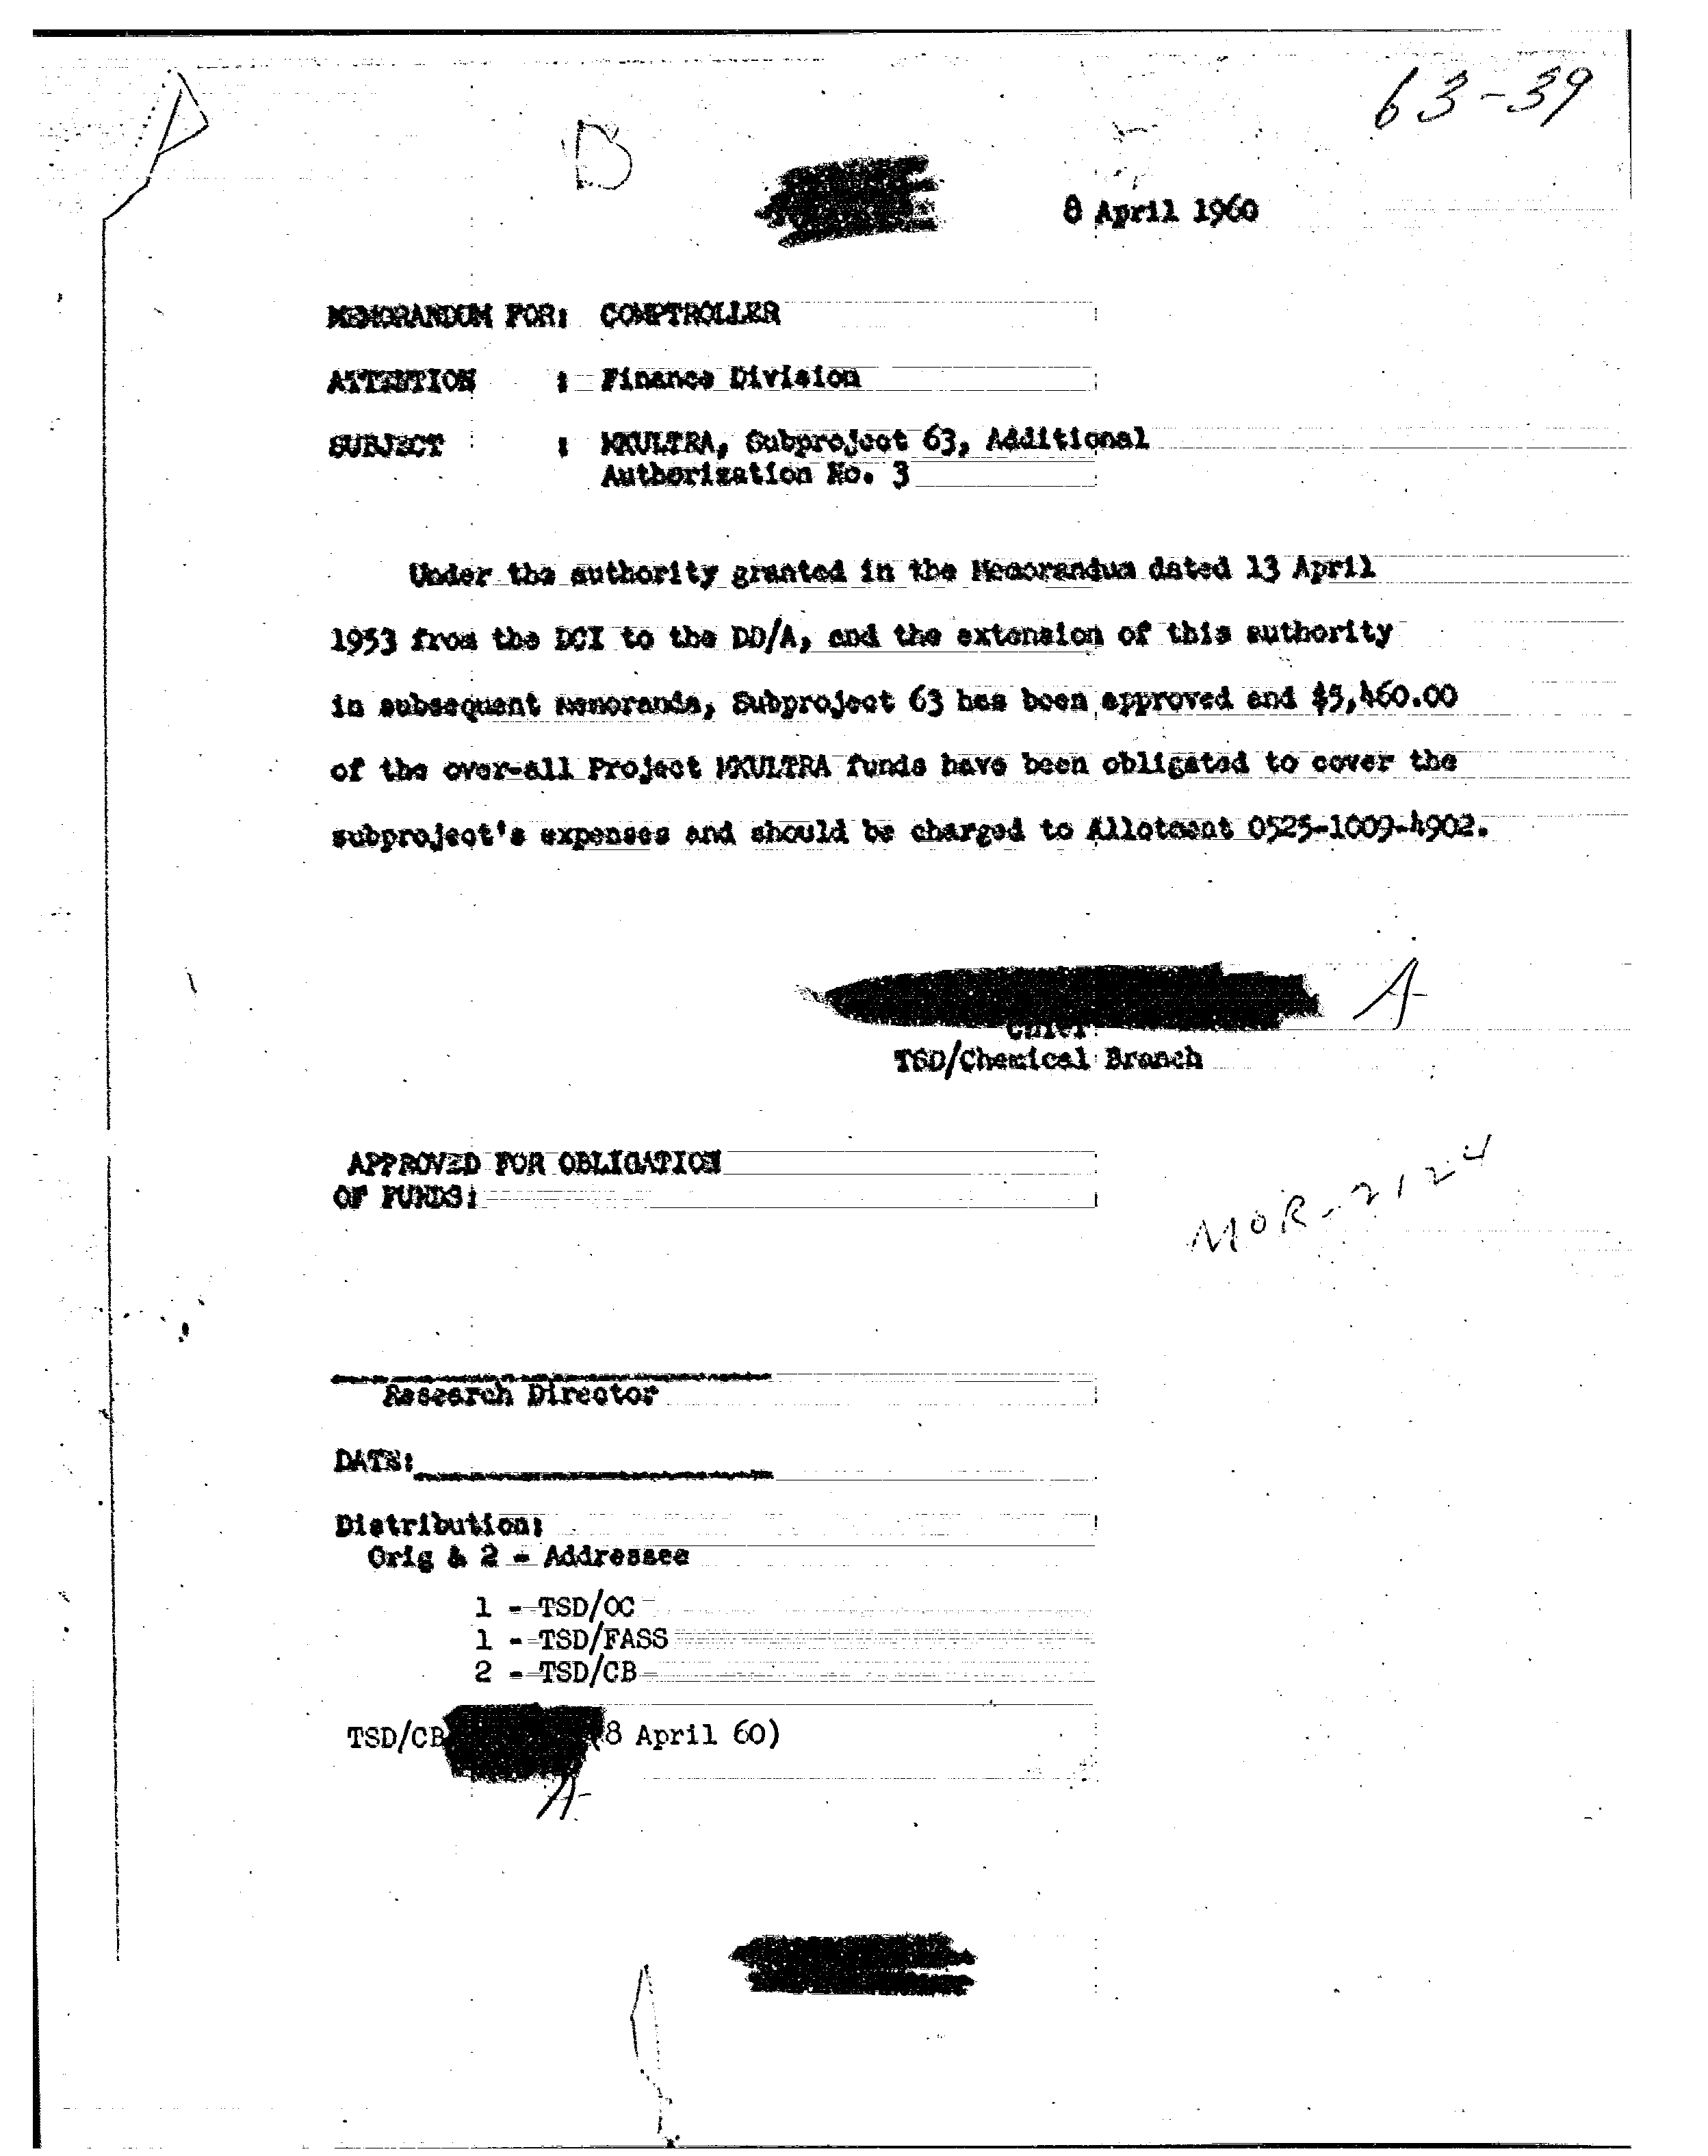 63-39
B
8 April 1960
MEMORANDUM FOR: COMPTROLLER
ATTENTION : Finance Division
SUBJECT : MKULTRA, Subproject 63, Additional
Authorization No. 3
Under the authority granted in the Memorandum dated 13 April
1953 from the DCI to the DD/A, and the extension of this authority
in subsequent memoranda, Subproject 63 has been approved and $5,460.00
of the over-all Project MKULTRA funds have been obligated to cover the
subproject's expenses and should be charged to Allotment 0525-1009-4902.
A
Chief
TSD/Chemical Branch
APPROVED FOR OBLIGATION
OF FUNDS:
MOR-2124
Research Director
DATE:
Distribution:
Orig & 2 - Addressee
1 - TSD/OC
1 - TSD/FASS
2 - TSD/CB
TSD/CB (8 April 60)
A